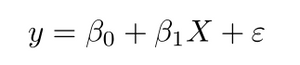 y = β₀ + β₁X + ε